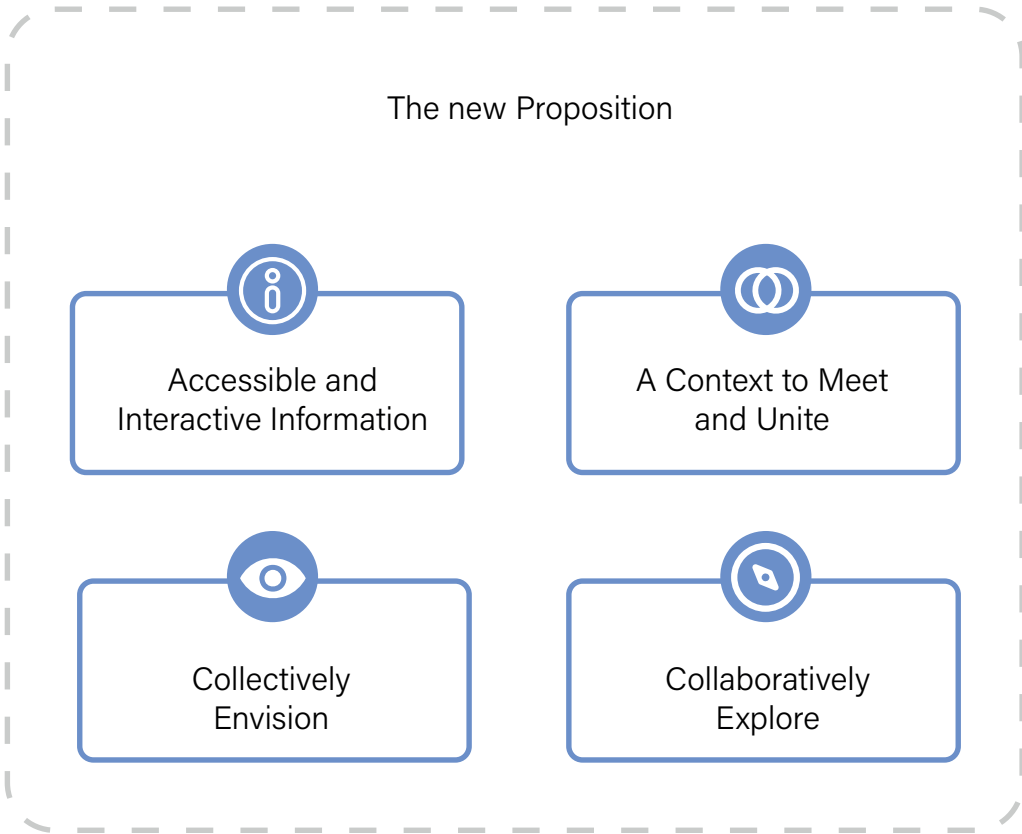 The new Proposition
Accessible and
Interactive Information
A Context to Meet
and Unite
Collectively
Envision
Collaboratively
Explore